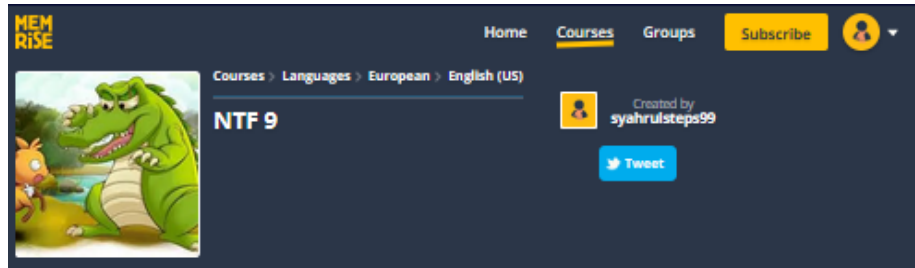 MEM
RiSE
Home Courses Groups Subscribe
Courses > Languages > European > English (US)
NTF 9
Created by
syahrulsteps99
Tweet